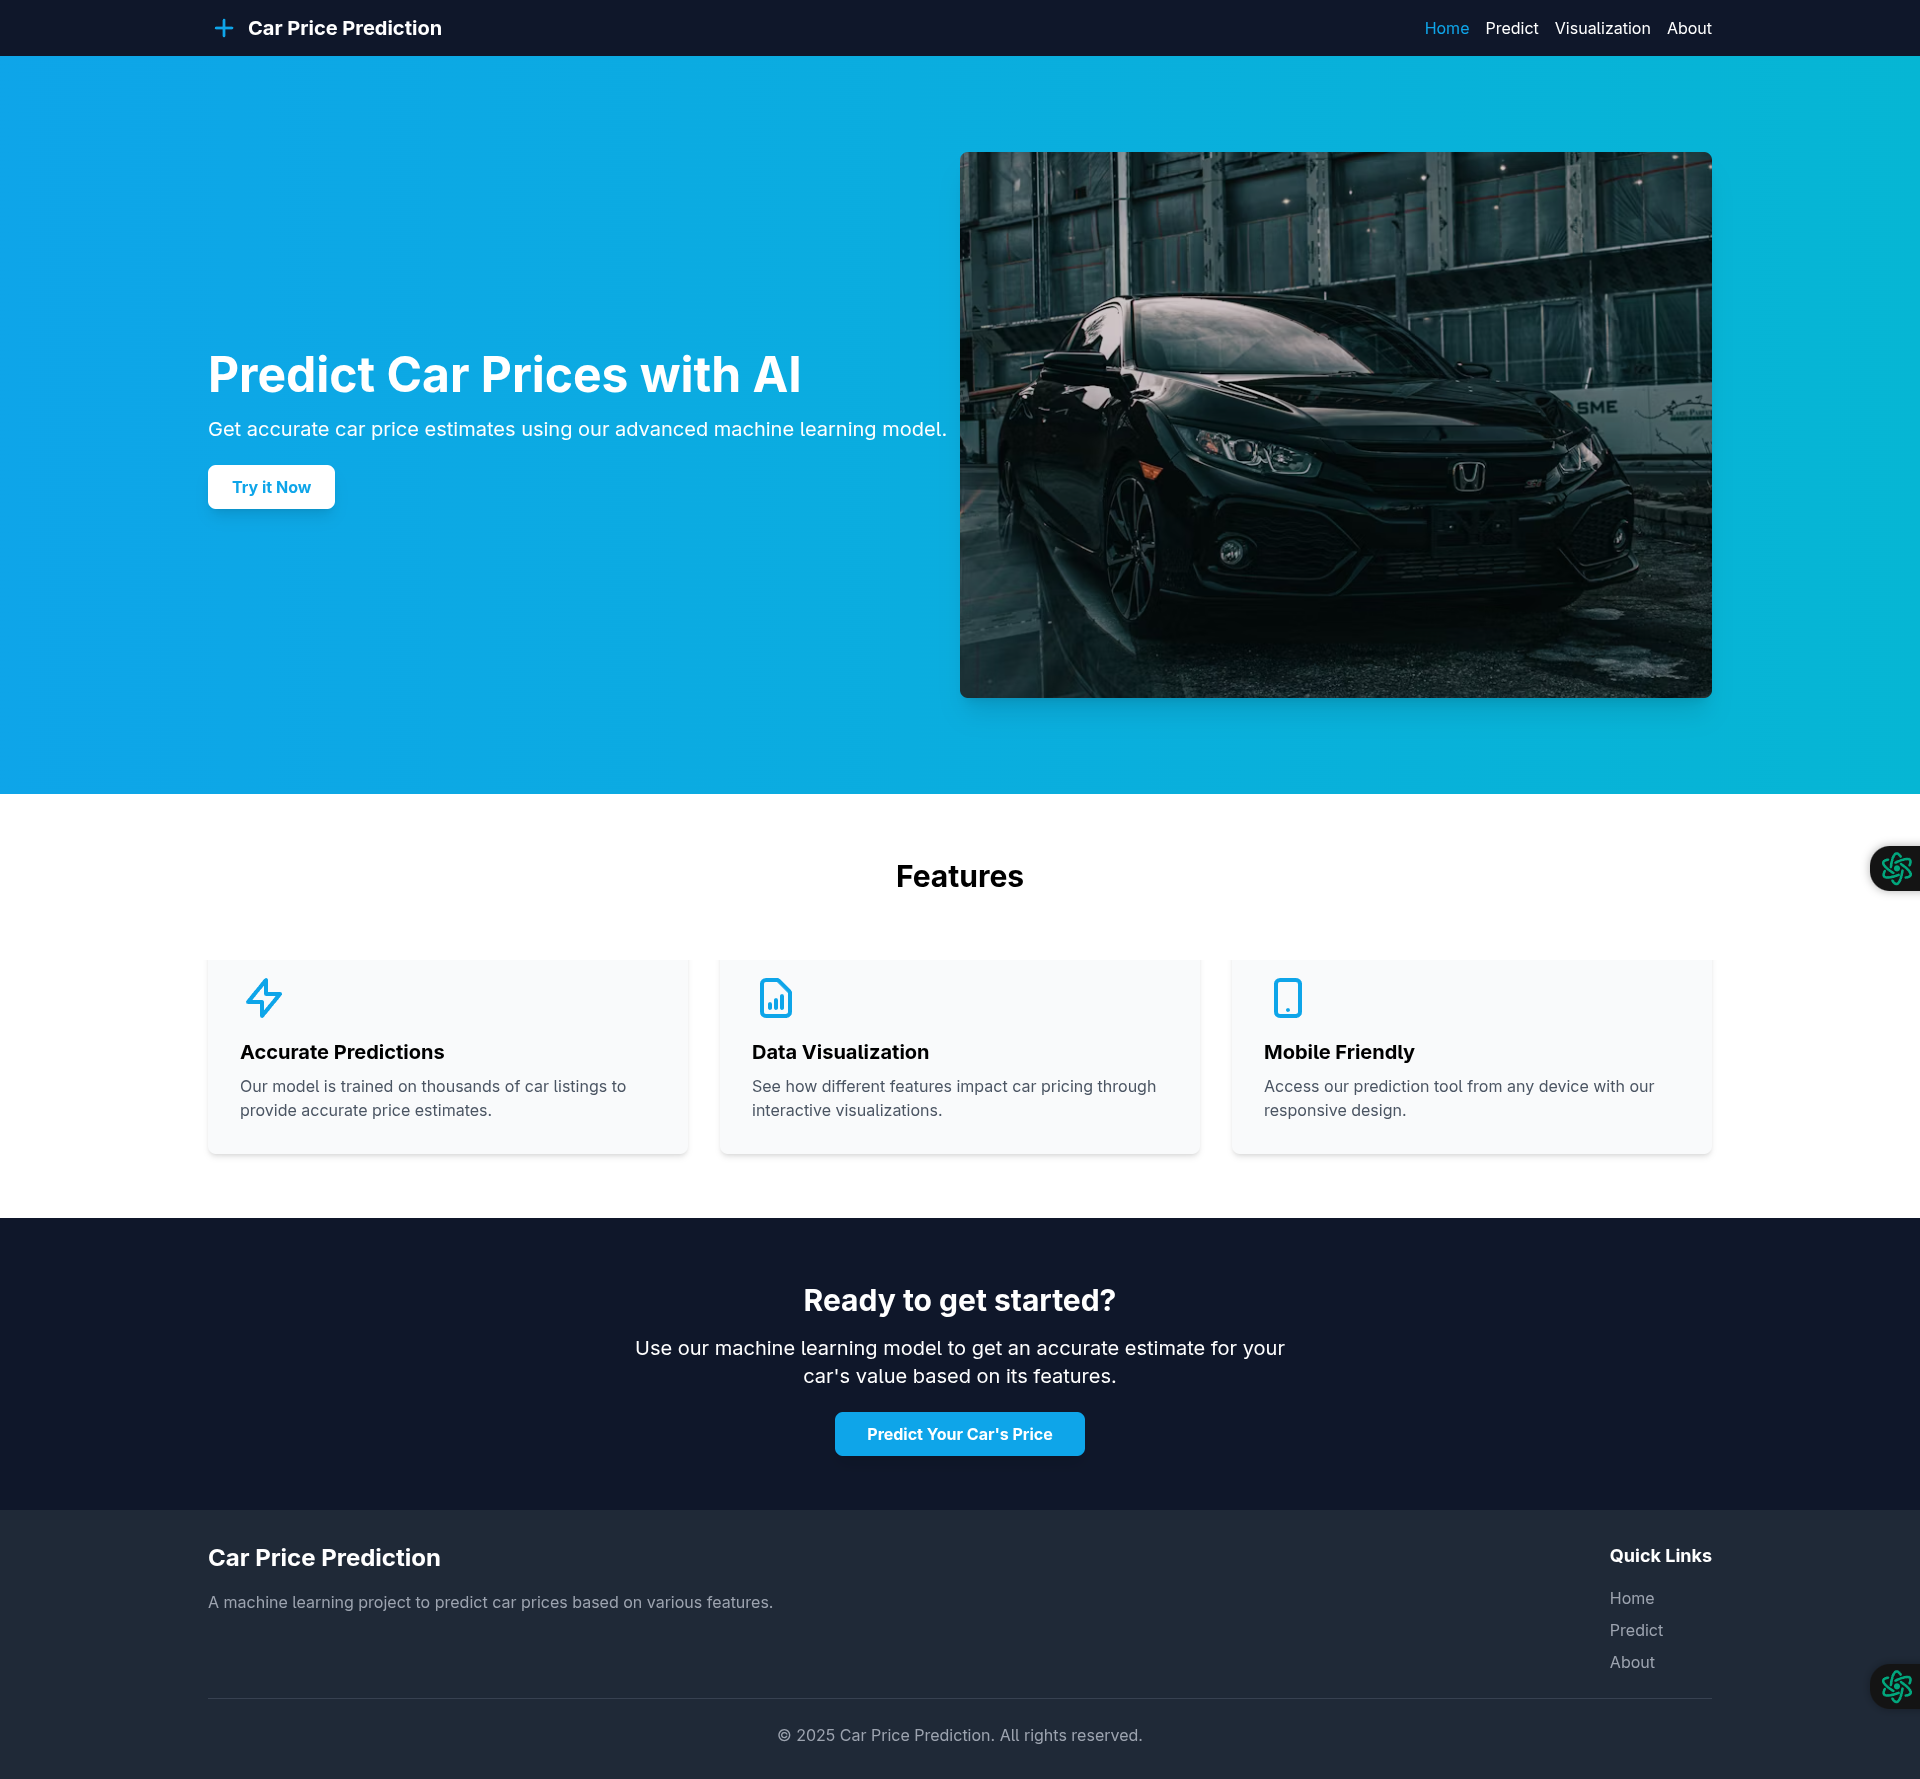 Car Price Prediction
Home Predict Visualization About
Predict Car Prices with AI
Get accurate car price estimates using our advanced machine learning model.
Try it Now
SME
Features
Accurate Predictions
Our model is trained on thousands of car listings to
provide accurate price estimates.
Data Visualization
See how different features impact car pricing through
interactive visualizations.
Mobile Friendly
Access our prediction tool from any device with our
responsive design.
Ready to get started?
Use our machine learning model to get an accurate estimate for your
car's value based on its features.
Predict Your Car's Price
Car Price Prediction
A machine learning project to predict car prices based on various features.
Quick Links
Home
Predict
About
© 2025 Car Price Prediction. All rights reserved.